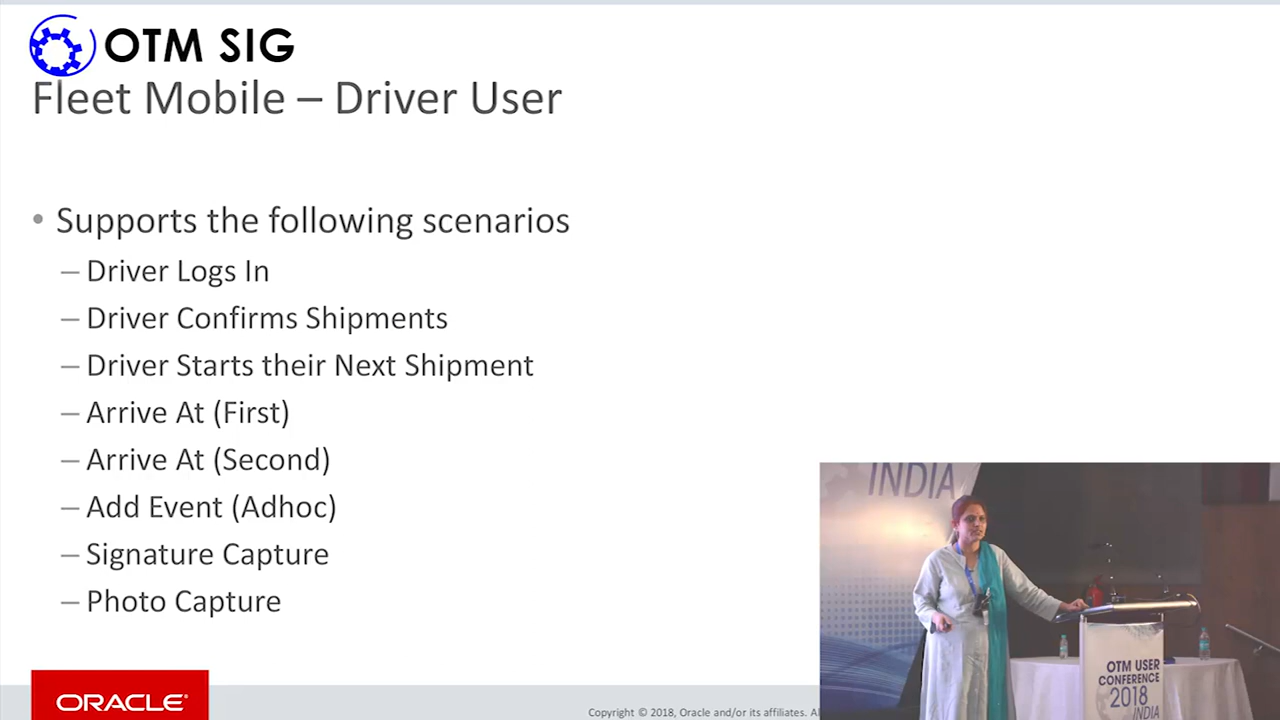 OTM SIG
Fleet Mobile – Driver User
• Supports the following scenarios
– Driver Logs In
– Driver Confirms Shipments
– Driver Starts their Next Shipment
– Arrive At (First)
– Arrive At (Second)
– Add Event (Adhoc)
– Signature Capture
– Photo Capture
INDIA
OTM USER
CONFERENCE
2018
INDIA
ORACLE®
Copyright © 2018, Oracle and/or its affiliates. Al